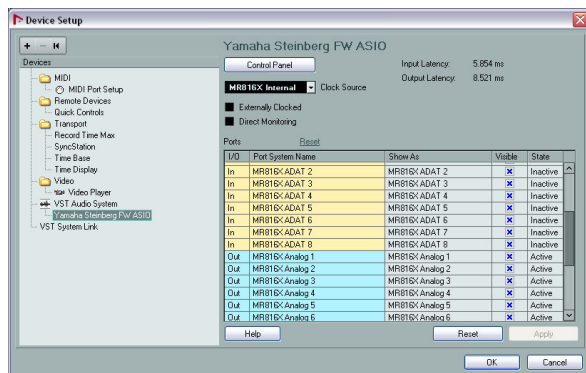 Device Setup
Devices
MIDI
MIDI Port Setup
Remote Devices
Quick Controls
Transport
Record Time Max
SyncStation
Time Base
Time Display
Video
Video Player
VST Audio System
Yamaha Steinberg FW ASIO
VST System Link
Yamaha Steinberg FW ASIO
Control Panel
Input Latency: 5.854 ms
Output Latency: 8.521 ms
MR816X Internal Clock Source
Externally Clocked
Direct Monitoring
Ports Reset
I/O Port System Name Show As Visible State
In MR816X ADAT 2 MR816X ADAT 2 Inactive
In MR816X ADAT 3 MR816X ADAT 3 Inactive
In MR816X ADAT 4 MR816X ADAT 4 Inactive
In MR816X ADAT 5 MR816X ADAT 5 Inactive
In MR816X ADAT 6 MR816X ADAT 6 Inactive
In MR816X ADAT 7 MR816X ADAT 7 Inactive
In MR816X ADAT 8 MR816X ADAT 8 Inactive
Out MR816X Analog 1 MR816X Analog 1 Active
Out MR816X Analog 2 MR816X Analog 2 Active
Out MR816X Analog 3 MR816X Analog 3 Active
Out MR816X Analog 4 MR816X Analog 4 Active
Out MR816X Analog 5 MR816X Analog 5 Active
Out MR816X Analog 6 MR816X Analog 6 Active
Help Reset Apply
OK Cancel